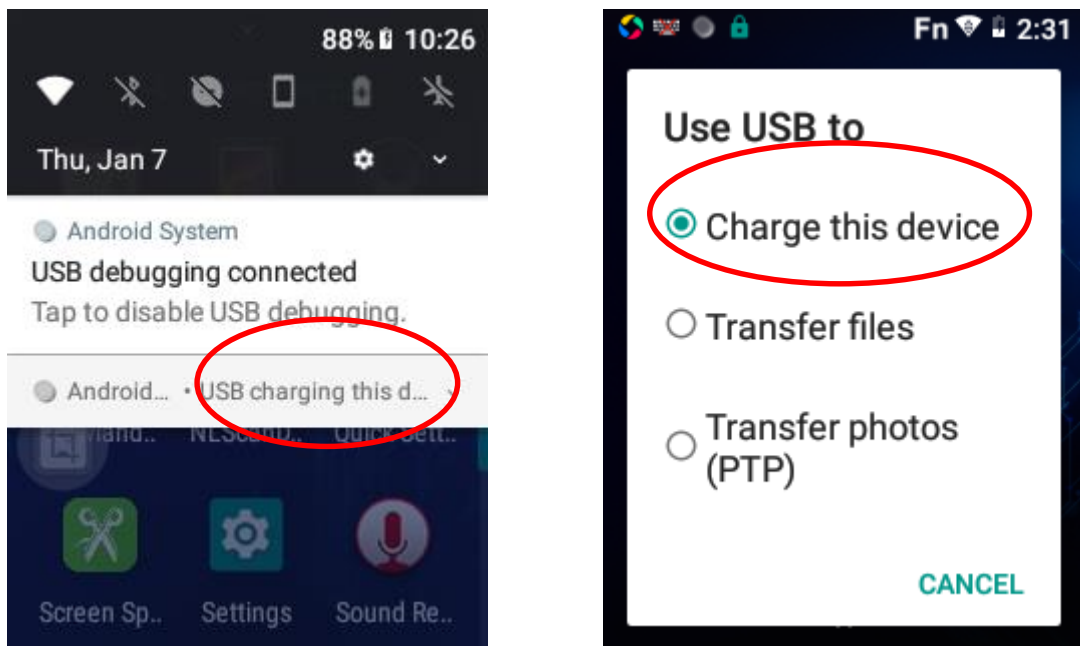 88% 10:26
Thu, Jan 7
Android System
USB debugging connected
Tap to disable USB debugging.
Android... • USB charging this d...
Quick Sett..
Screen Sp..
Settings
Sound Re..
Fn 2:31
Use USB to
Charge this device
Transfer files
Transfer photos
(PTP)
CANCEL